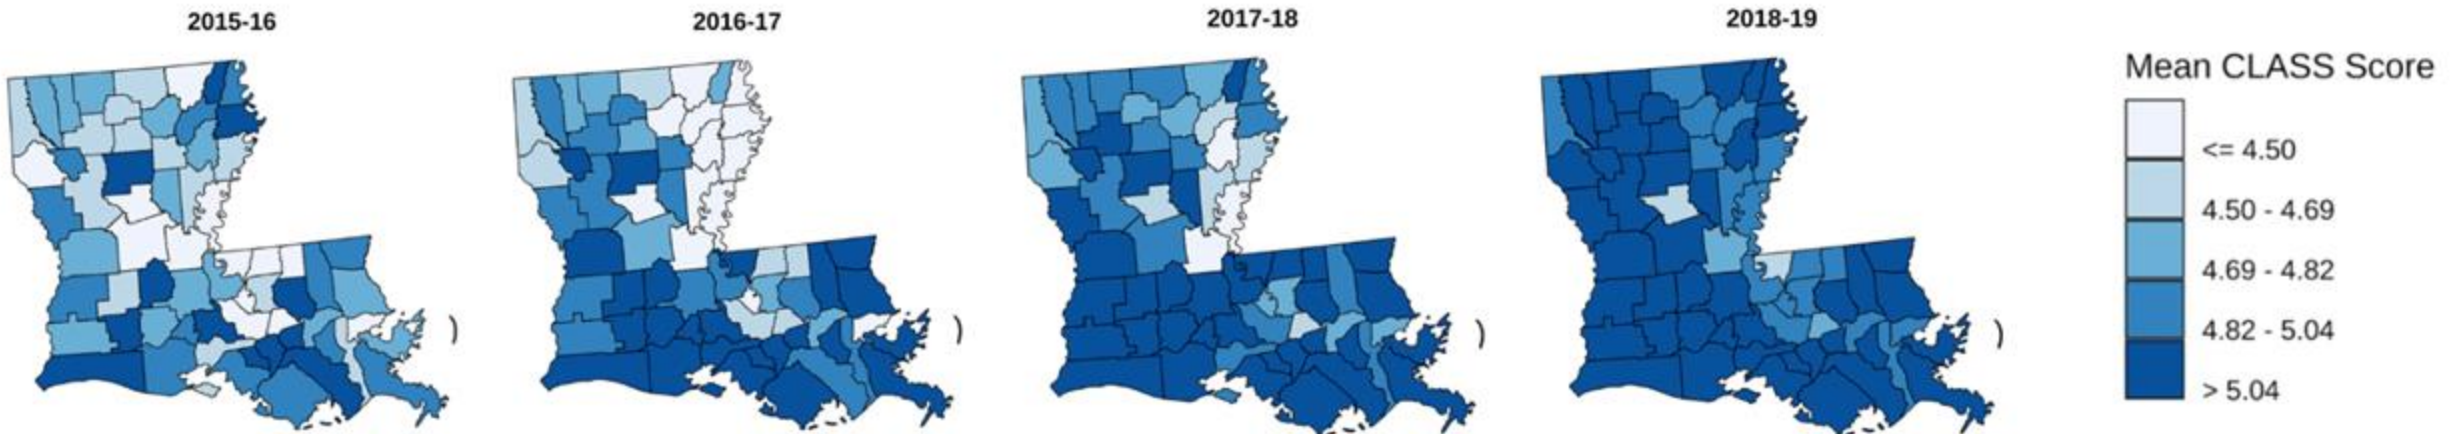 2015-16
2016-17
2017-18
2018-19
Mean CLASS Score
<= 4.50
4.50 - 4.69
4.69 - 4.82
4.82 - 5.04
> 5.04
)
)
)
)